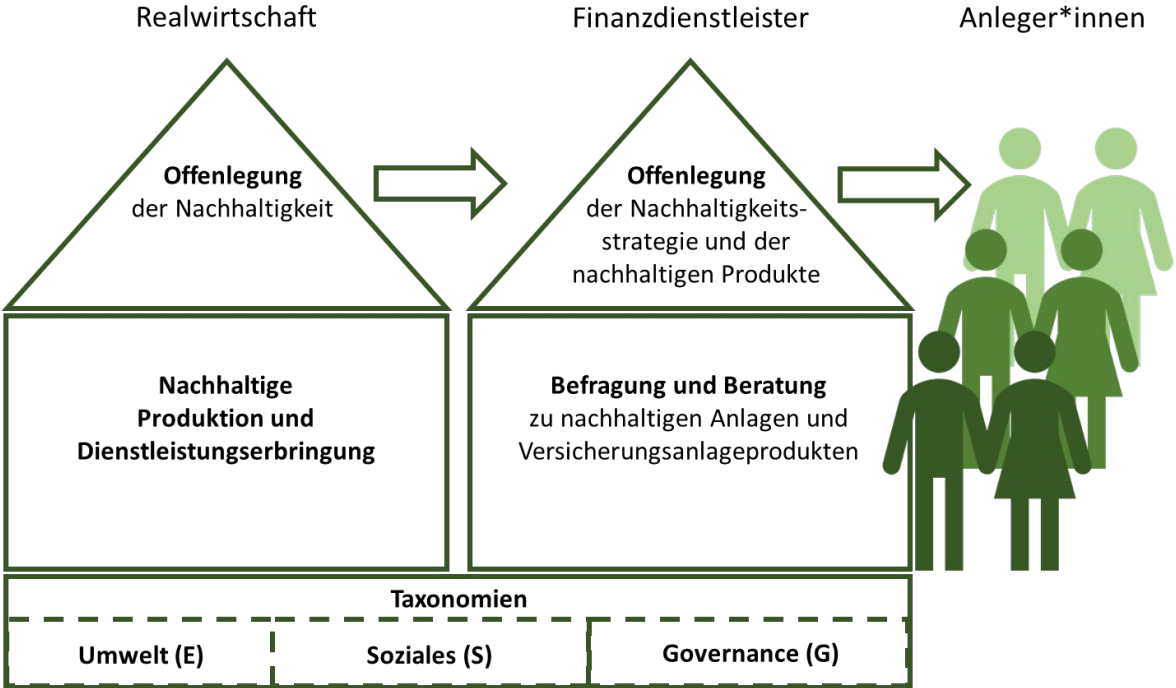 Realwirtschaft
Finanzdienstleister
Anleger*innen
Offenlegung
der Nachhaltigkeit
Offenlegung
der Nachhaltigkeits-
strategie und der
nachhaltigen Produkte
Nachhaltige
Produktion und
Dienstleistungserbringung
Befragung und Beratung
zu nachhaltigen Anlagen und
Versicherungsanlageprodukten
Taxonomien
Umwelt (E)
Soziales (S)
Governance (G)